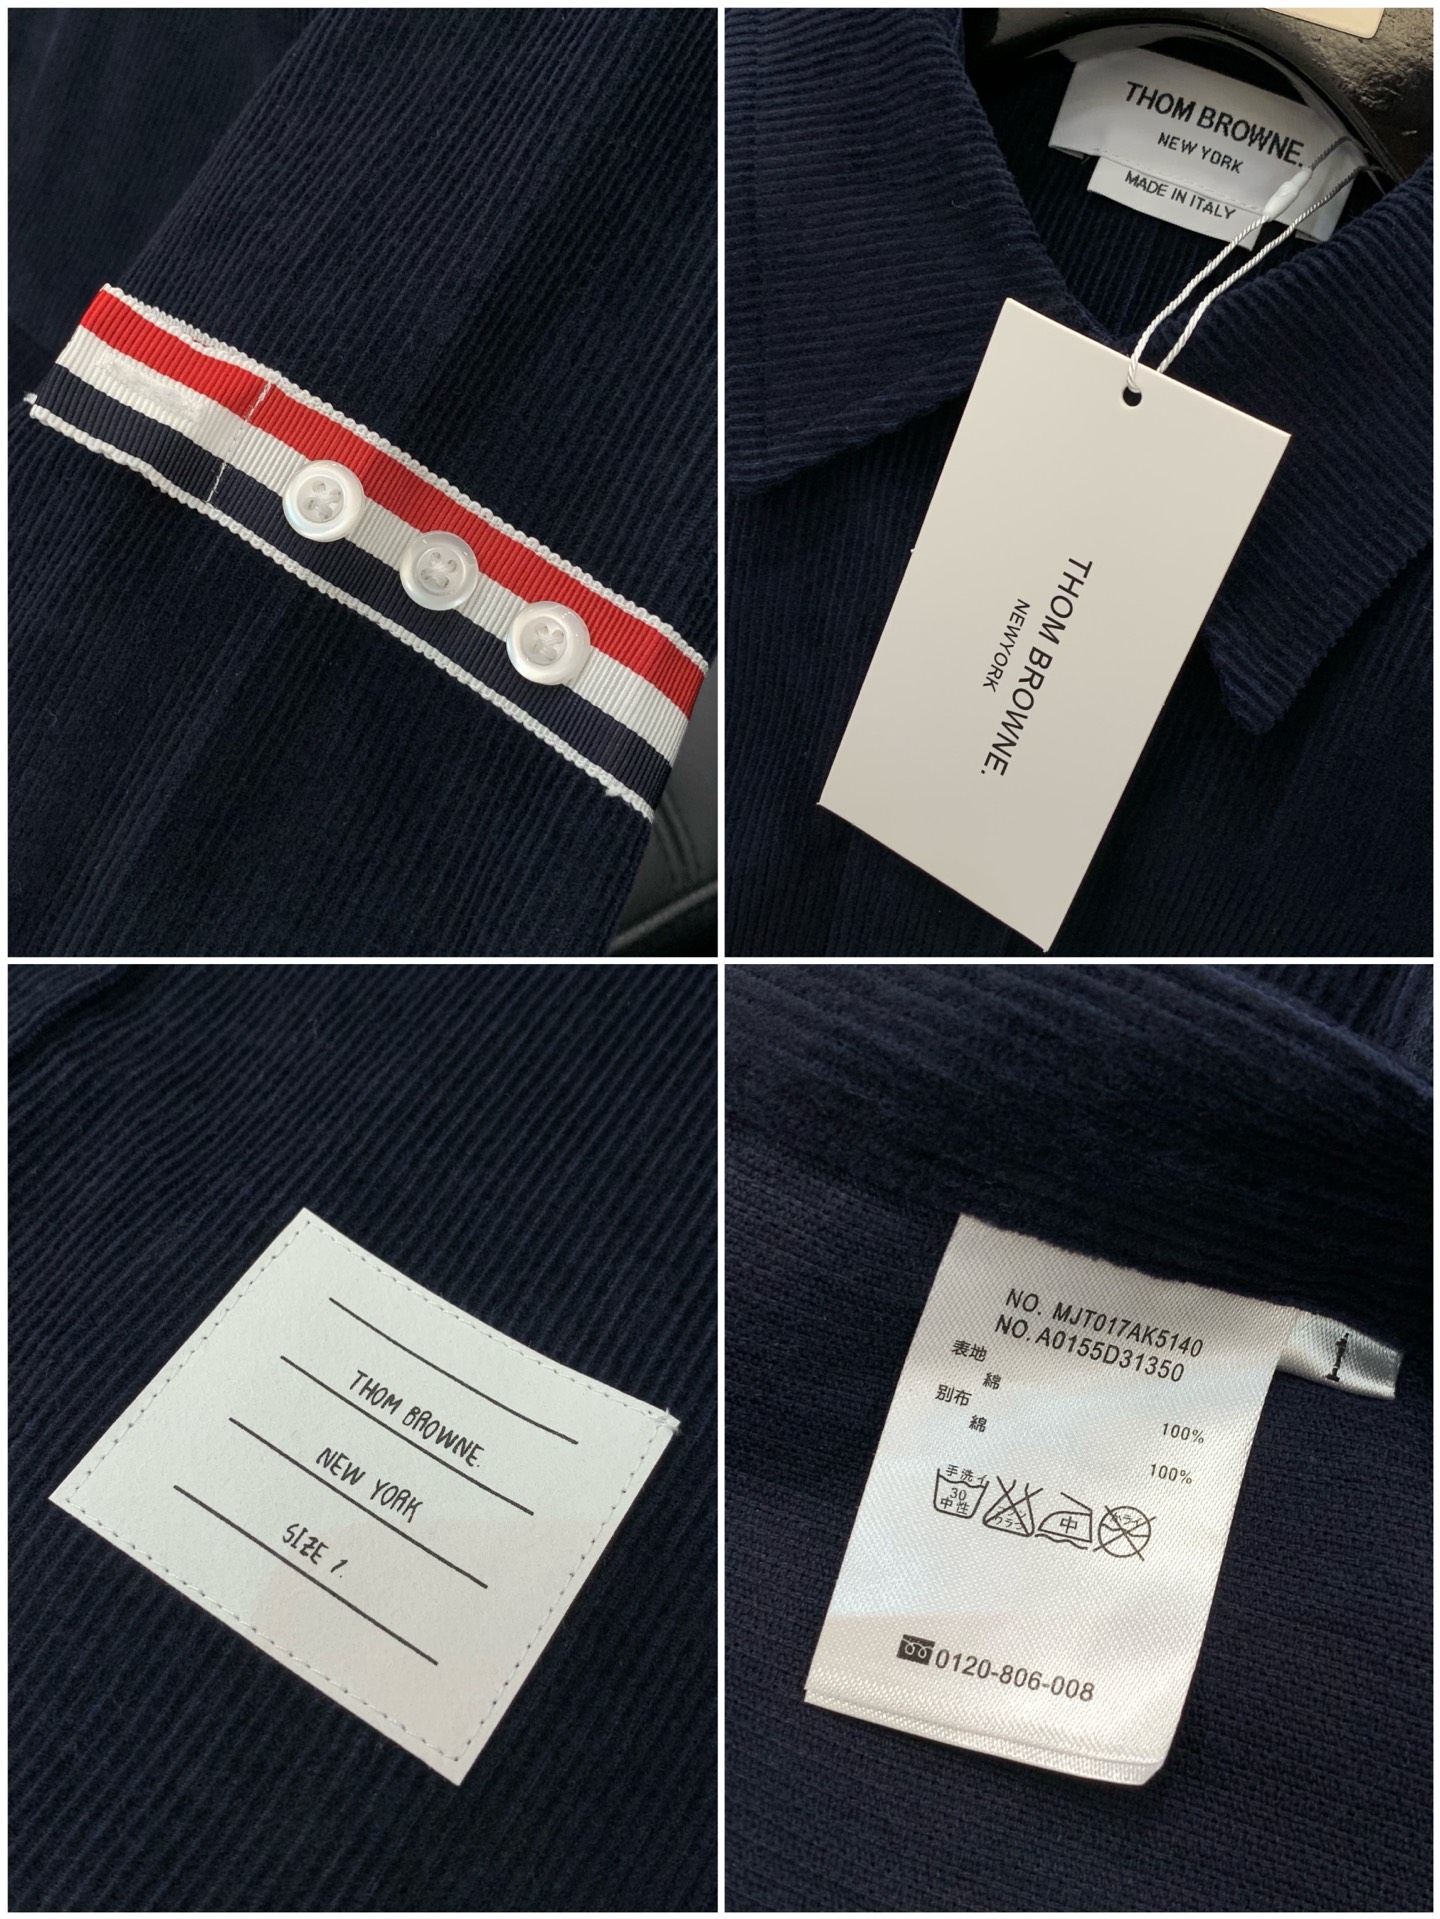 THOM BROWNE.
NEW YORK
MADE IN ITALY
THOM BROWNE.
NEWYORK
THOM BROWNE.
NEW YORK
SIZE 1.
NO. MJT017AK5140
NO. A0155D31350
表地
綿
100%
別布
綿
100%
手洗イ
30
中性
中
0120-806-008
1